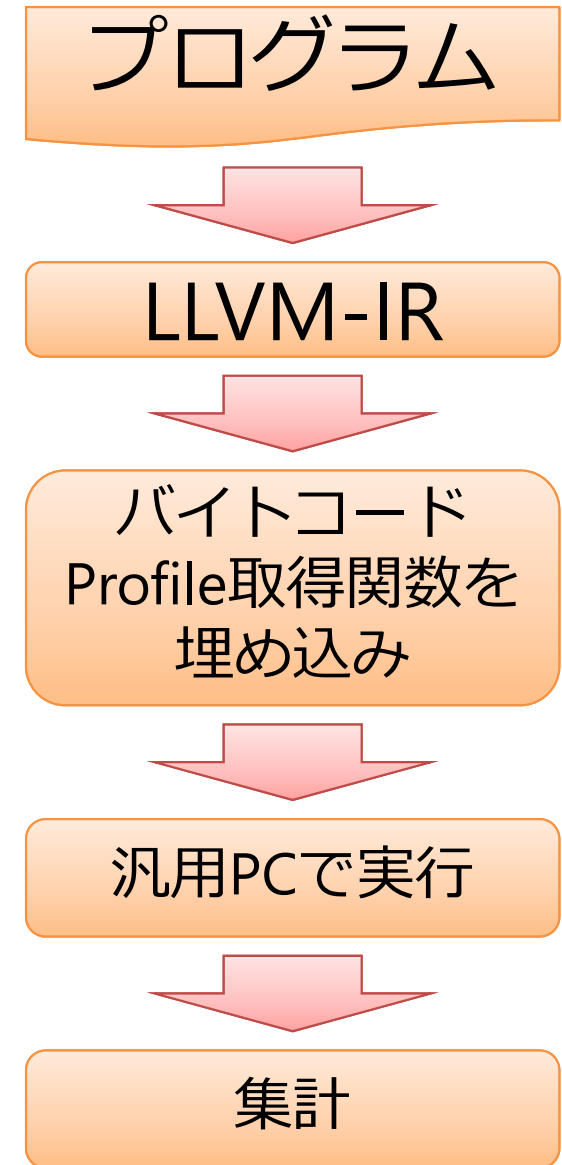 プログラム
LLVM-IR
バイトコード
Profile取得関数を
埋め込み
汎用PCで実行
集計